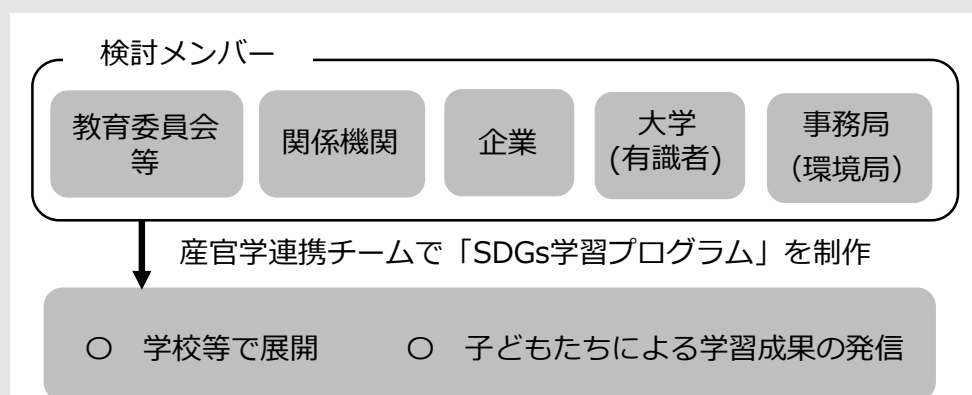 検討メンバー
教育委員会
等
関係機関
企業
大学
(有識者)
事務局
（環境局）
産官学連携チームで「SDGs学習プログラム」を制作
〇　学校等で展開
〇　子どもたちによる学習成果の発信